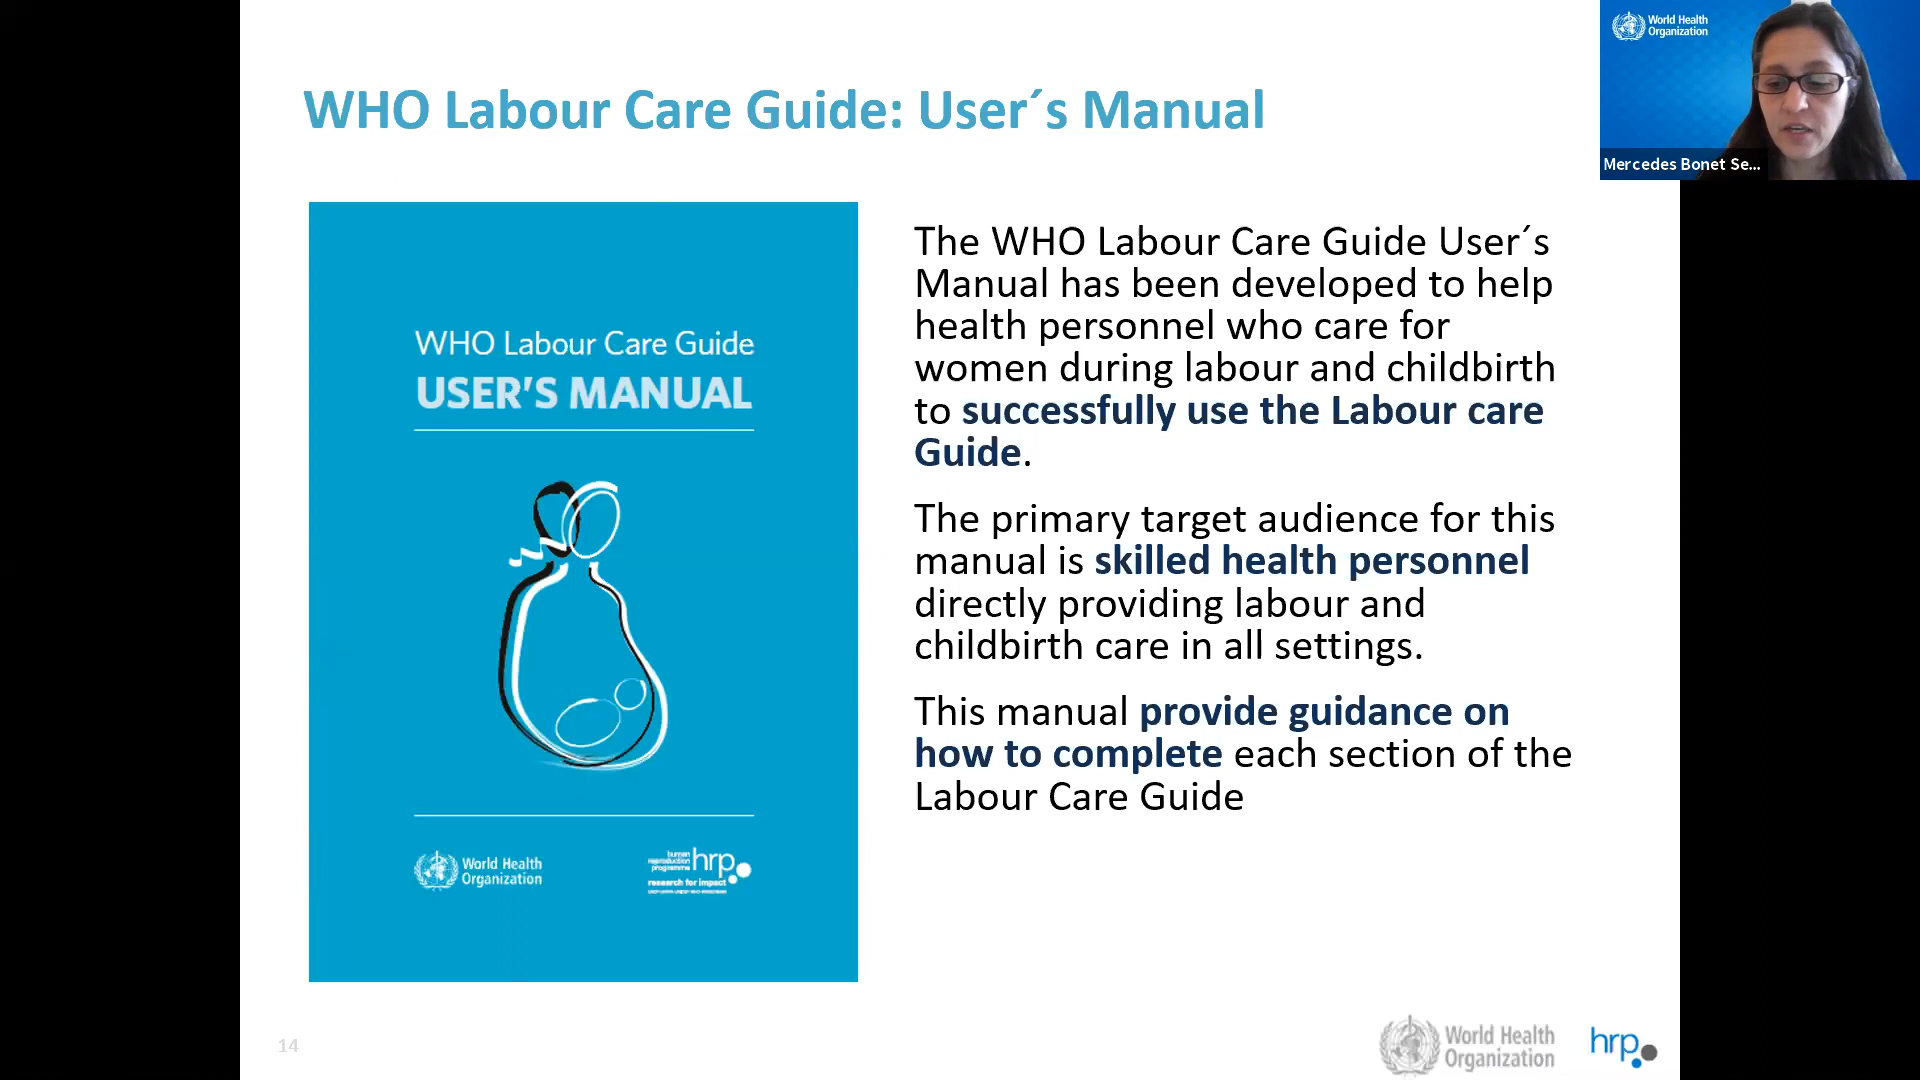 World Health
Organization
Mercedes Bonet Se...
WHO Labour Care Guide: User´s Manual
WHO Labour Care Guide
USER'S MANUAL
World Health
Organization
human
reproduction
programme
hrp
research for impact
The WHO Labour Care Guide User´s
Manual has been developed to help
health personnel who care for
women during labour and childbirth
to successfully use the Labour care
Guide.
The primary target audience for this
manual is skilled health personnel
directly providing labour and
childbirth care in all settings.
This manual provide guidance on
how to complete each section of the
Labour Care Guide
14
World Health
Organization
hrp